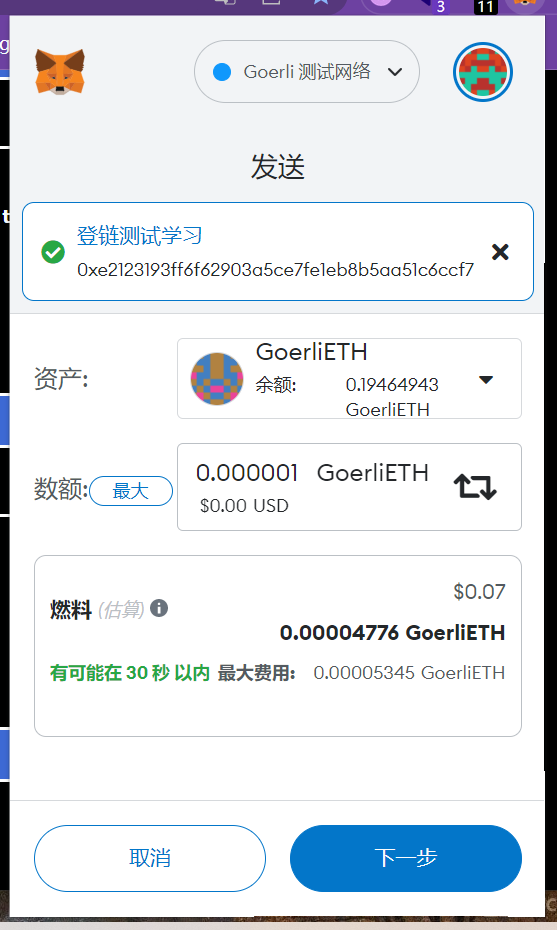 3
11
g
Goerli 测试网络
发送
t
登链测试学习
0xe2123193ff6f62903a5ce7fe1eb8b5aa51c6ccf7
资产:
GoerliETH
余额:
0.19464943
GoerliETH
数额:
最大
0.000001 GoerliETH
$0.00 USD
燃料 (估算)
$0.07
0.00004776 GoerliETH
有可能在 30 秒 以内 最大费用: 0.00005345 GoerliETH
取消
下一步